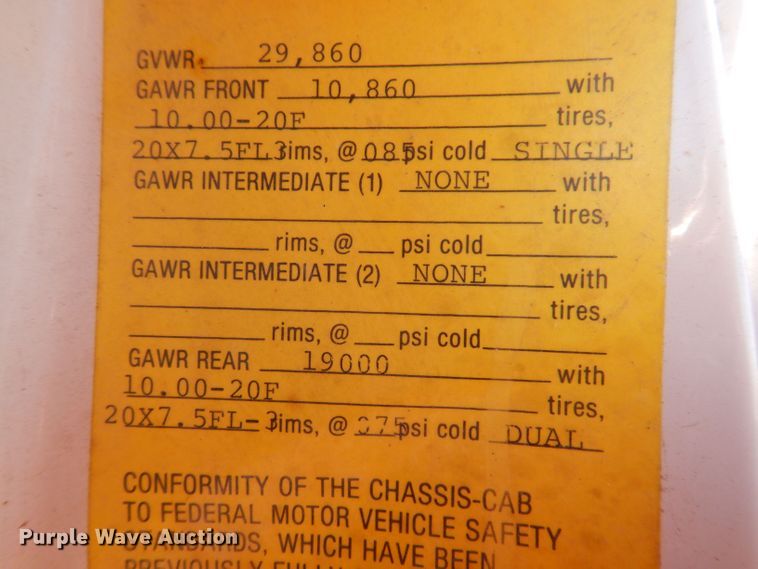 GVWR 29,860
GAWR FRONT 10,860 with
10.00-20F tires,
20X7.5FL3 rims, @ 085 psi cold SINGLE
GAWR INTERMEDIATE (1) NONE with
tires,
rims, @ psi cold
GAWR INTERMEDIATE (2) NONE with
tires,
rims, @ psi cold
GAWR REAR 19000 with
10.00-20F tires,
20X7.5FL-3 rims, @ 075 psi cold DUAL
CONFORMITY OF THE CHASSIS-CAB
TO FEDERAL MOTOR VEHICLE SAFETY
STANDARDS, WHICH HAVE BEEN
PREVIOUSLY
Purple Wave Auction